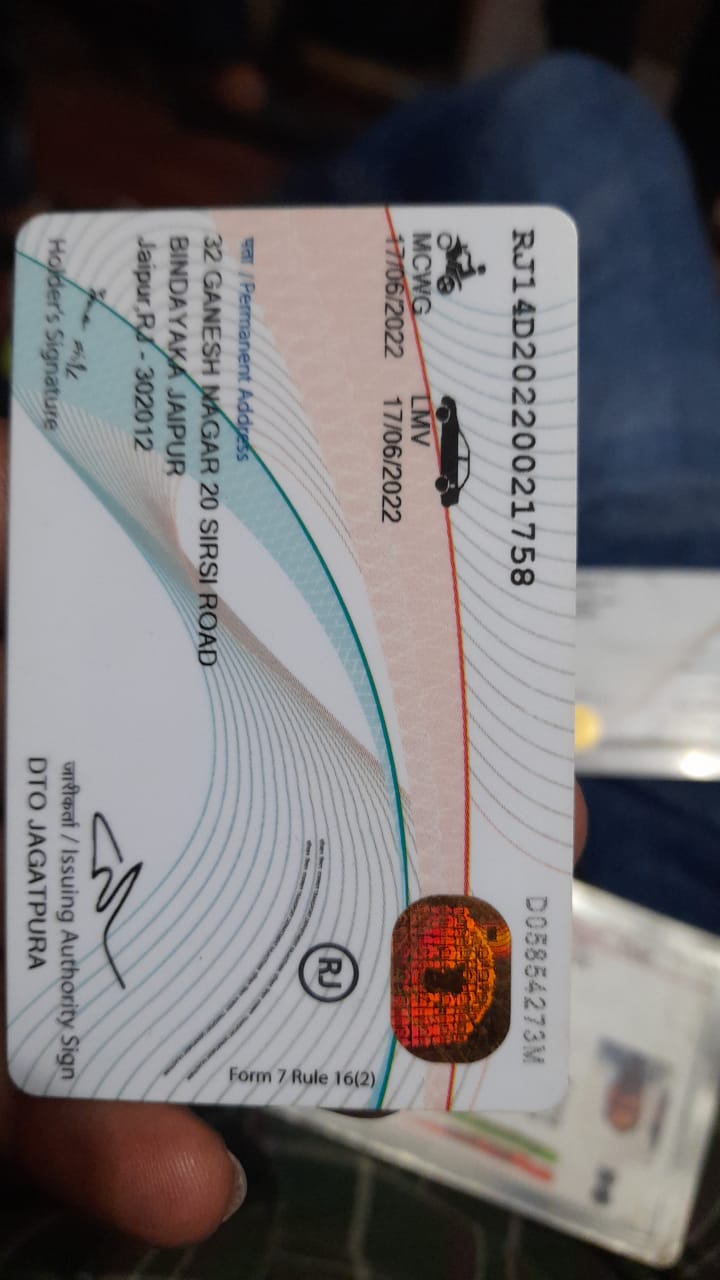 RJ14D20220021758
D05854273M
MCWG
17/06/2022
LMV
17/06/2022
पता / Permanent Address
32 GANESH NAGAR 20 SIRSI ROAD
BINDAYAKA JAIPUR
Jaipur,RJ - 302012
Holder's Signature
RJ
Form 7 Rule 16(2)
जारीकर्ता / Issuing Authority Sign
DTO JAGATPURA